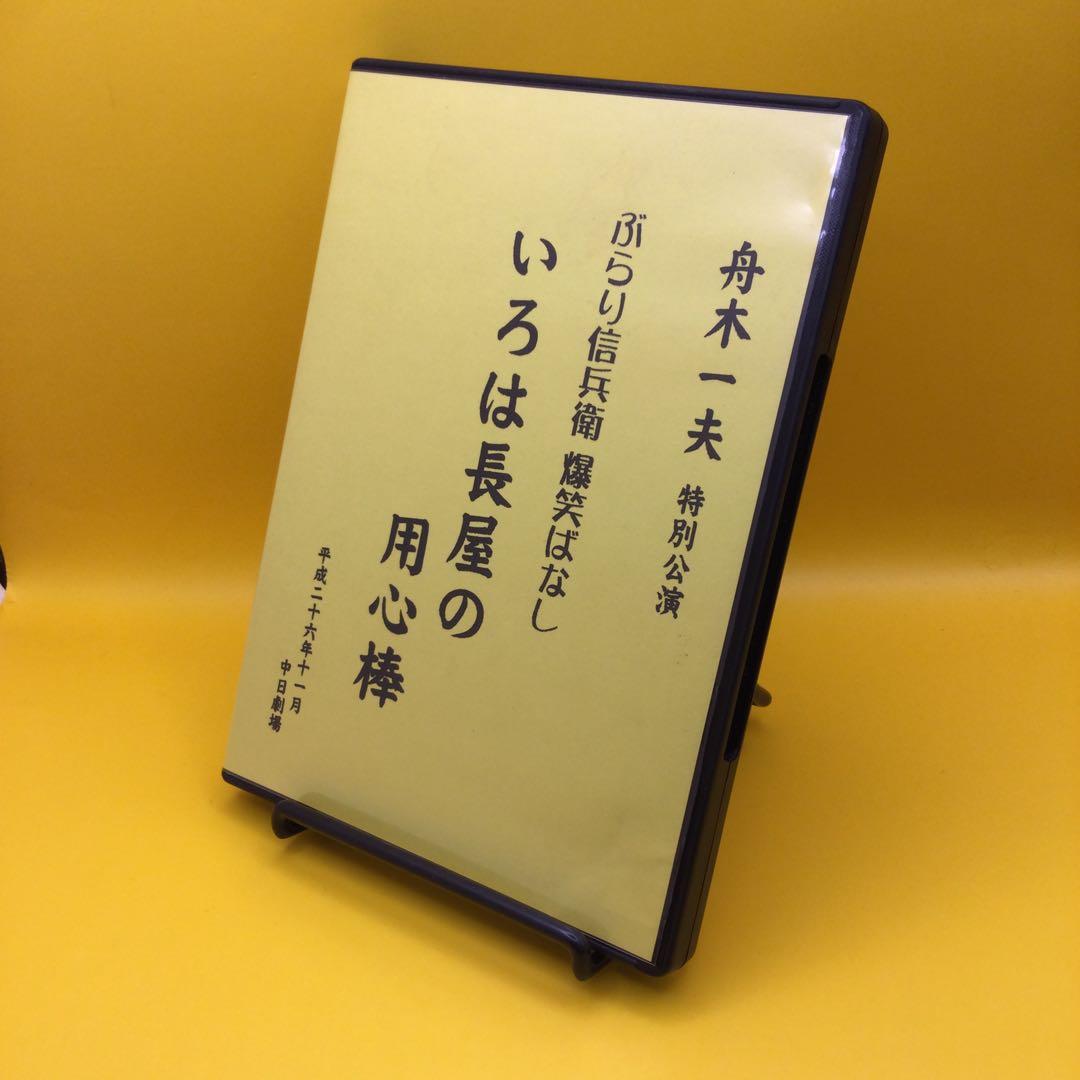 舟木一夫 特別公演
ぶらり信兵衛 爆笑ばなし
いろは長屋の
用心棒
平成二十六年十一月
中日劇場